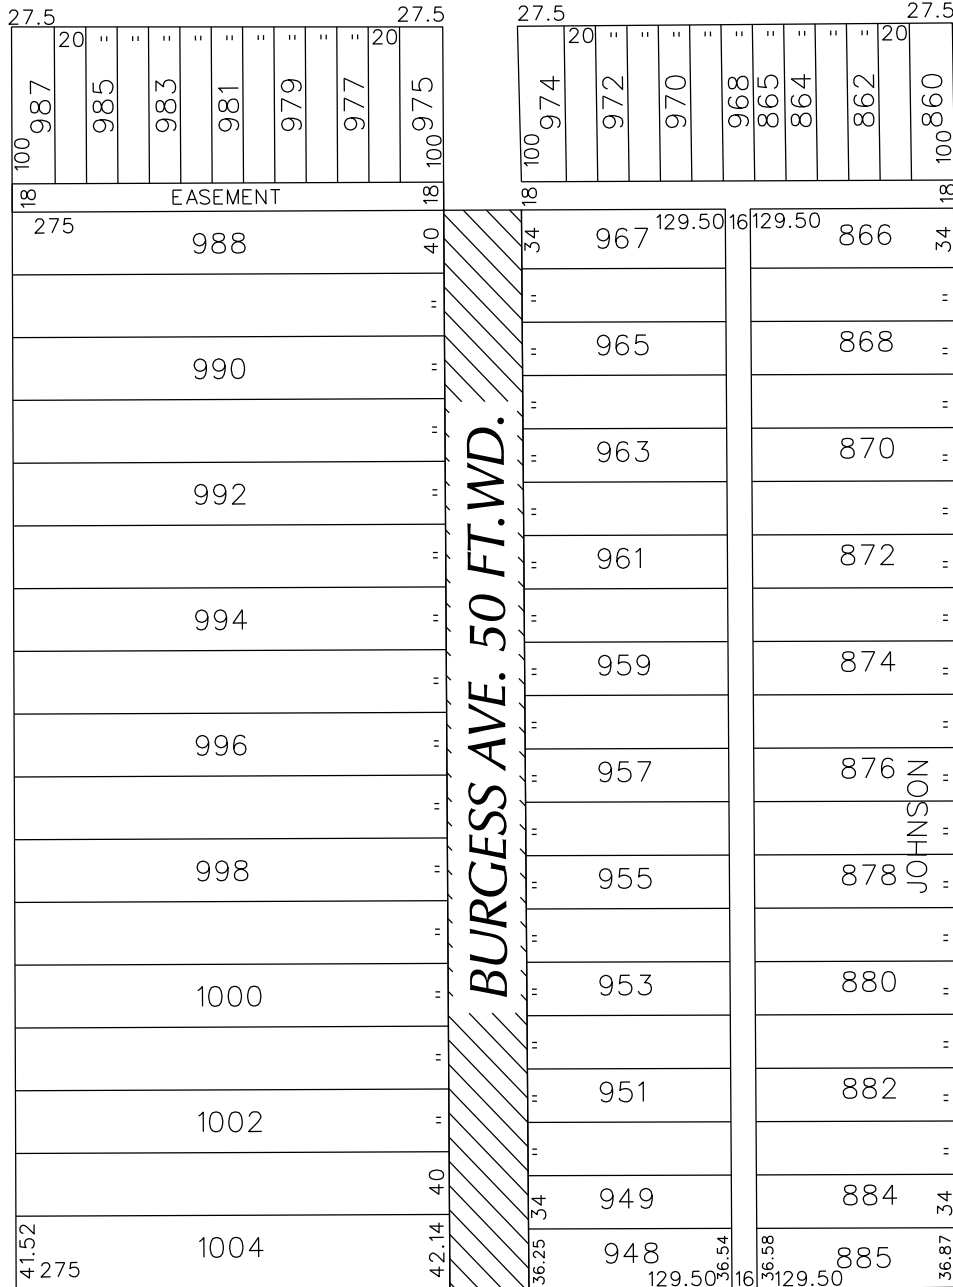 27.5 27.5 27.5 27.5
20 " " " " " " " " " 20 20 " " " " " " " " " 20
987 985 983 981 979 977 975 974 972 970 968 865 864 862 860
100 100 100 100
18 EASEMENT 18 18 18
275 988 40 34 967 129.50 16 129.50 866 34
" " "
990 " " 965 868 "
" " "
992 " " 963 870 "
" " "
994 " " 961 872 "
" " "
996 " " 959 874 "
" " "
998 " " 957 876 "
" " "
1000 " " 955 878 "
" " "
1002 " " 953 880 "
" "
951 882 "
" "
40 34 949 884 34
41.52 275 1004 42.14 36.25 948 36.54 36.58 885 36.87
129.50 16 129.50
BURGESS AVE. 50 FT.WD.
JOHNSON